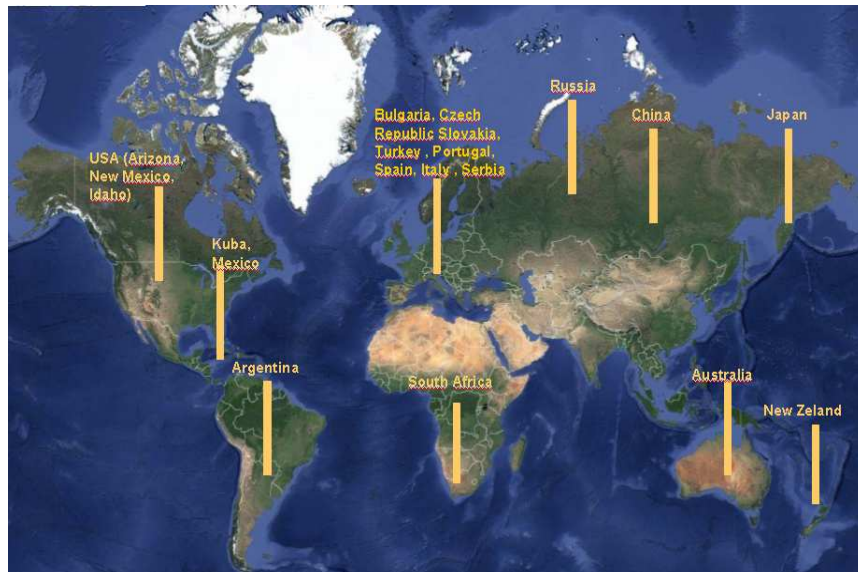 Russia
Bulgaria, Czech
Republic Slovakia,
Turkey , Portugal,
Spain, Italy , Serbia
China
Japan
USA (Arizona,
New Mexico,
Idaho)
Kuba,
Mexico
Argentina
South Africa
Australia
New Zeland